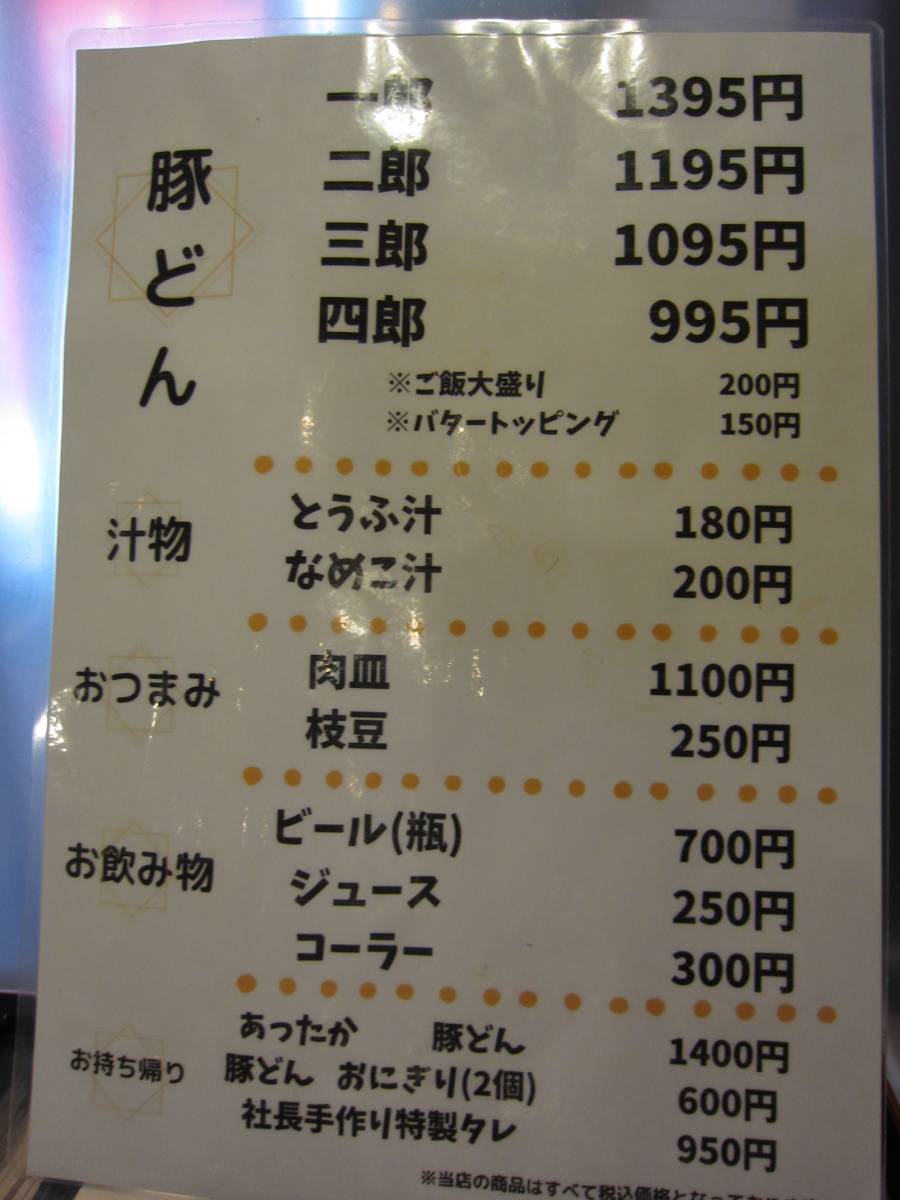 豚どん
一郎 1395円
二郎 1195円
三郎 1095円
四郎 995円
※ご飯大盛り 200円
※バタートッピング 150円
汁物
とうふ汁 180円
なめこ汁 200円
おつまみ
肉皿 1100円
枝豆 250円
お飲み物
ビール(瓶) 700円
ジュース 250円
コーラー 300円
お持ち帰り
あったか 豚どん 1400円
豚どん おにぎり(2個) 600円
社長手作り特製タレ 950円
※当店の商品はすべて税込価格となって